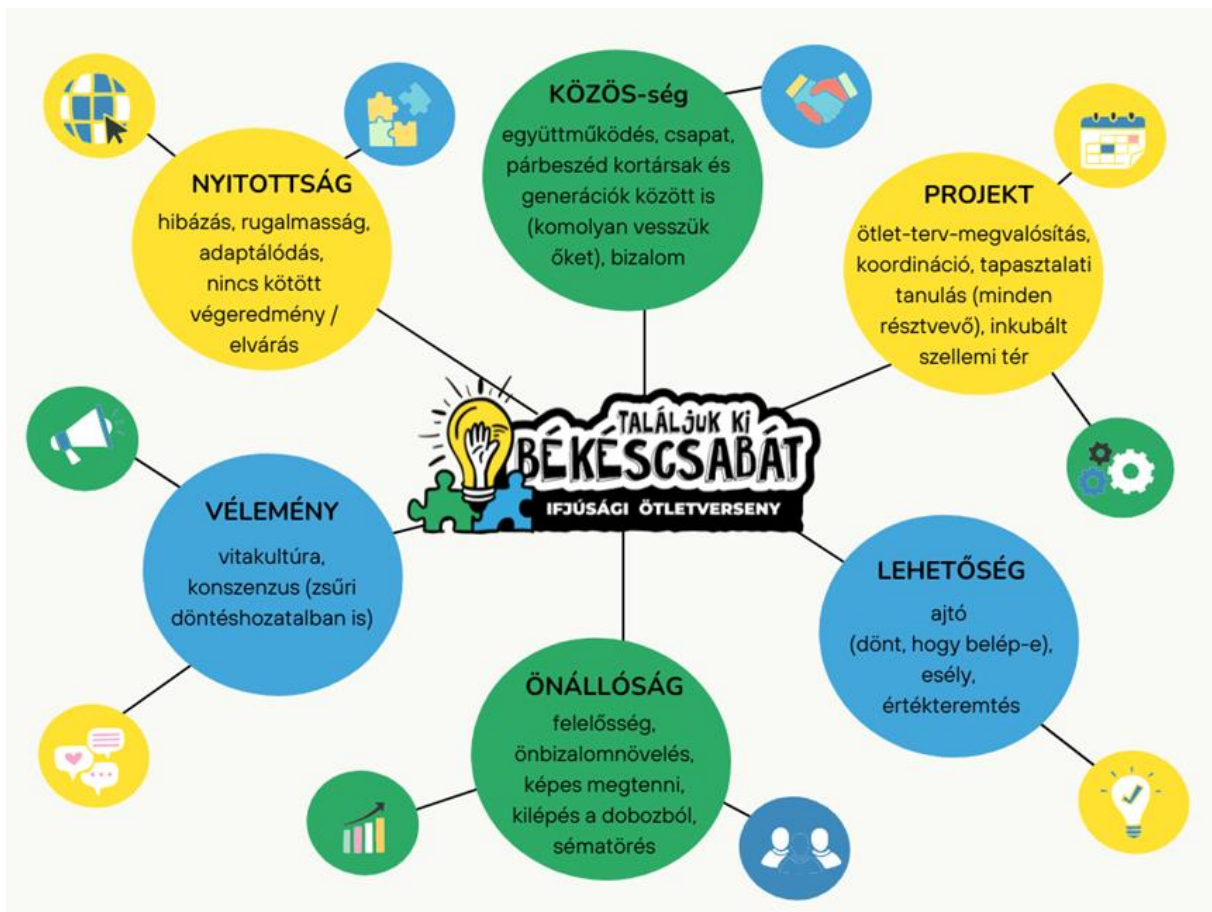 NYITOTTSÁG
hibázás, rugalmasság,
adaptálódás,
nincs kötött
végeredmény /
elvárás
KÖZÖS-ség
együttműködés, csapat,
párbeszéd kortársak és
generációk között is
(komolyan vesszük
őket), bizalom
PROJEKT
ötlet-terv-megvalósítás,
koordináció, tapasztalati
tanulás (minden
résztvevő), inkubált
szellemi tér
TALÁLJUK KI
BÉKÉSCSABÁT
IFJÚSÁGI ÖTLETVERSENY
VÉLEMÉNY
vitakultúra,
konszenzus (zsűri
döntéshozatalban is)
ÖNÁLLÓSÁG
felelősség,
önbizalomnövelés,
képes megtenni,
kilépés a dobozból,
sématörés
LEHETŐSÉG
ajtó
(dönt, hogy belép-e),
esély,
értékteremtés